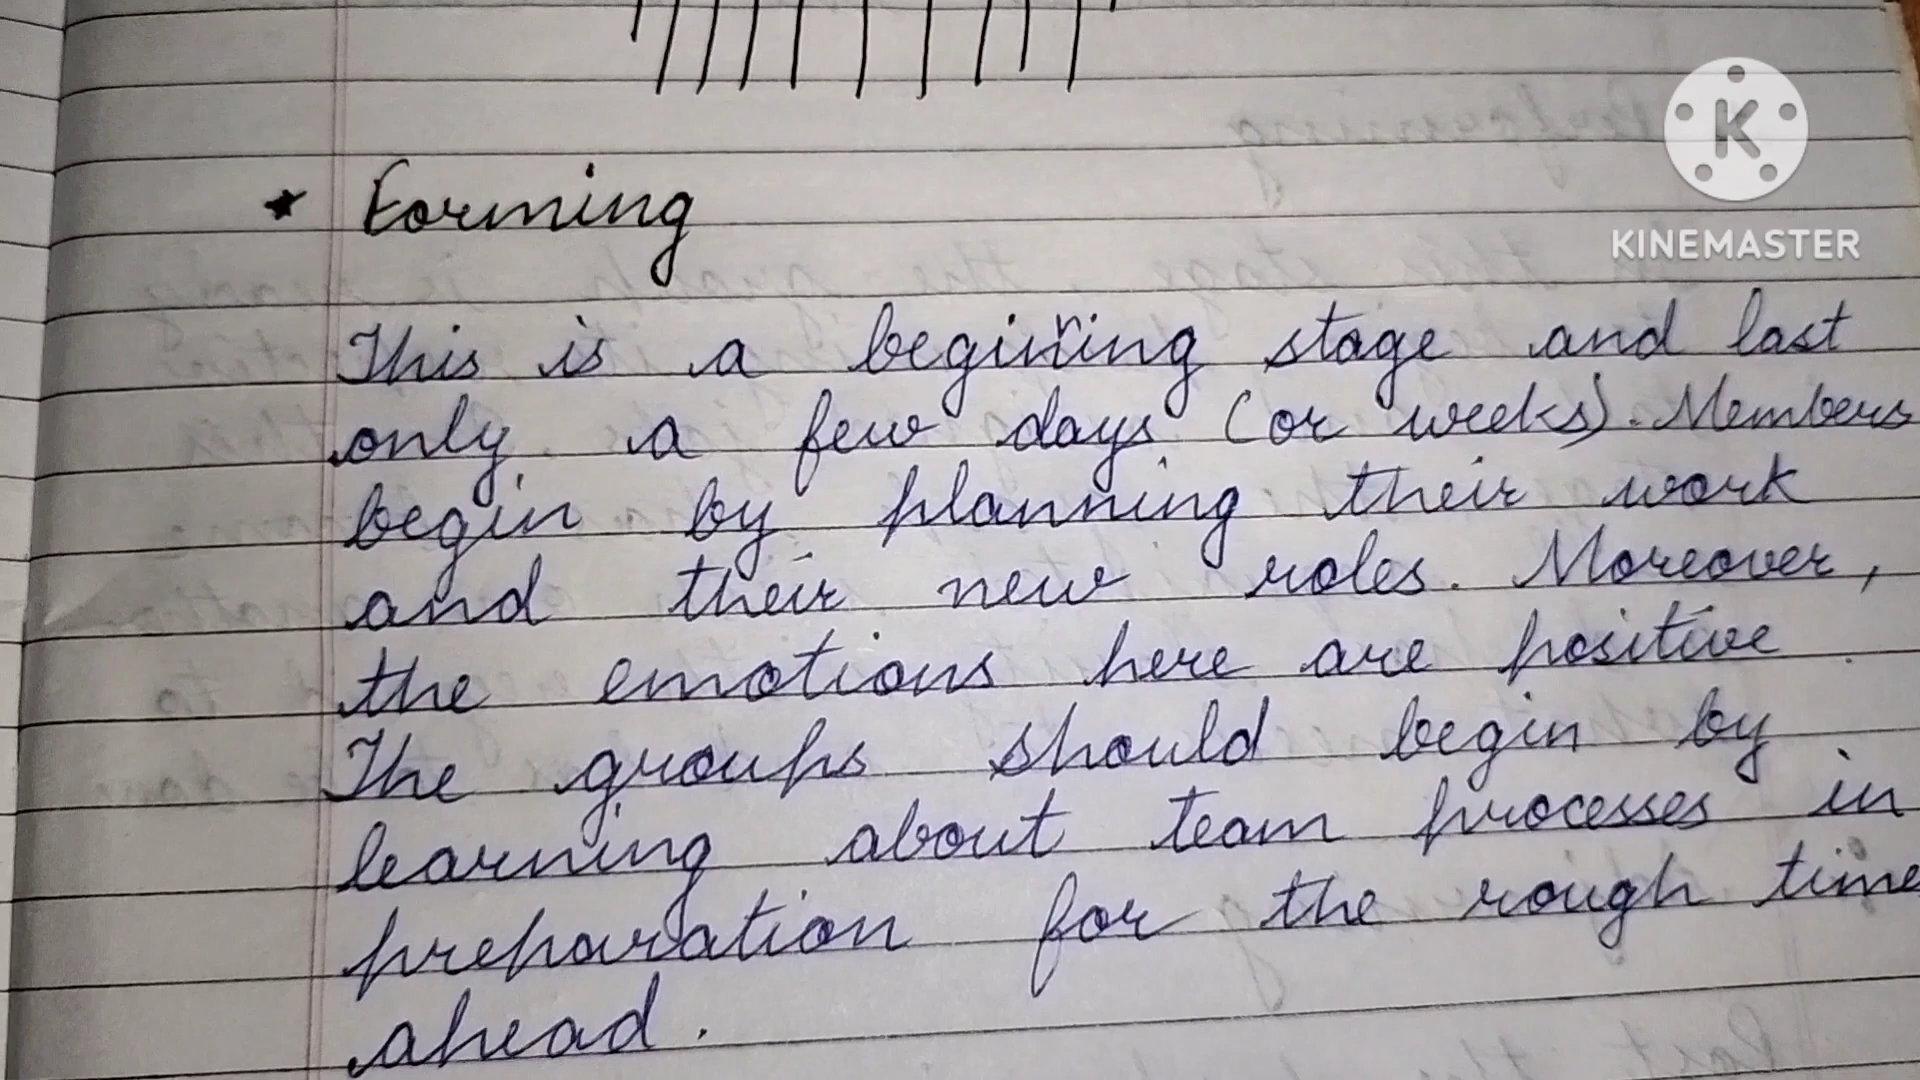 KINEMASTER
* Forming
This is a begining stage and last
only a few days (or weeks). Members
begin by planning their work
and their new roles. Moreover,
the emotions here are positive.
The groups should begin by
learning about team processes in
preparation for the rough time
ahead.